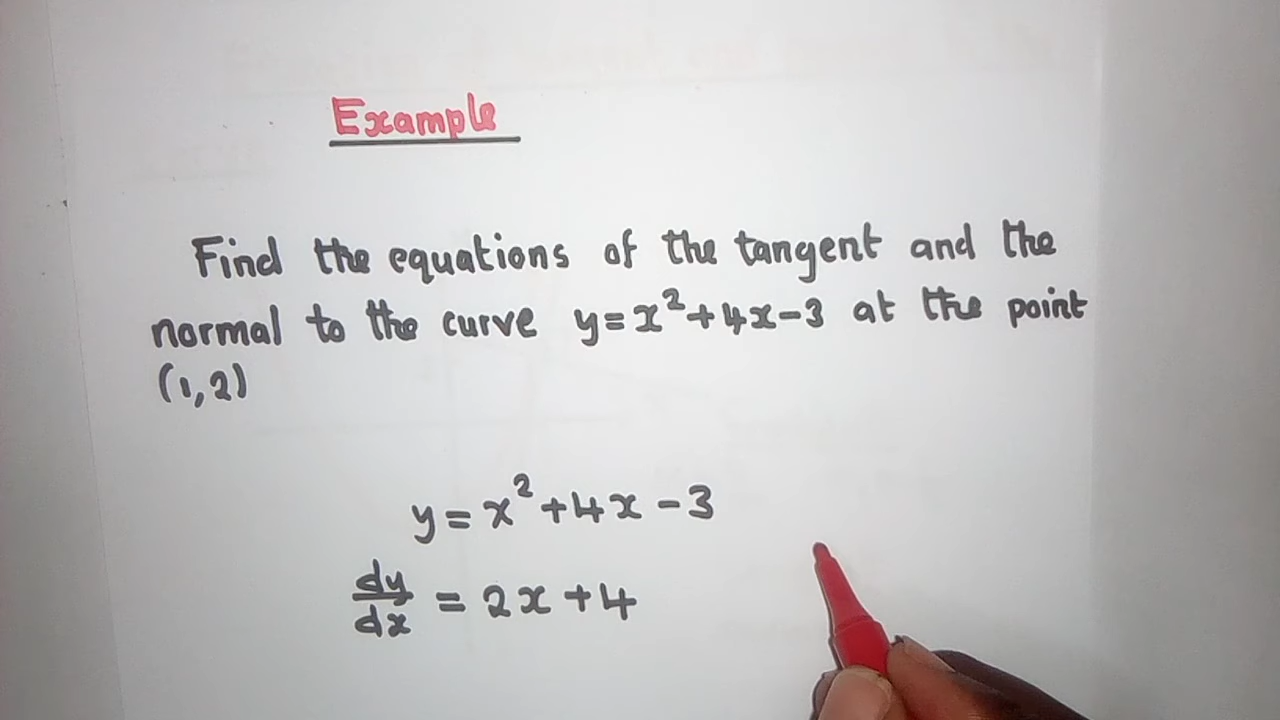 Example
Find the equations of the tangent and the
normal to the curve y=x²+4x-3 at the point
(1,2)
y=x²+4x-3
dy/dx = 2x+4